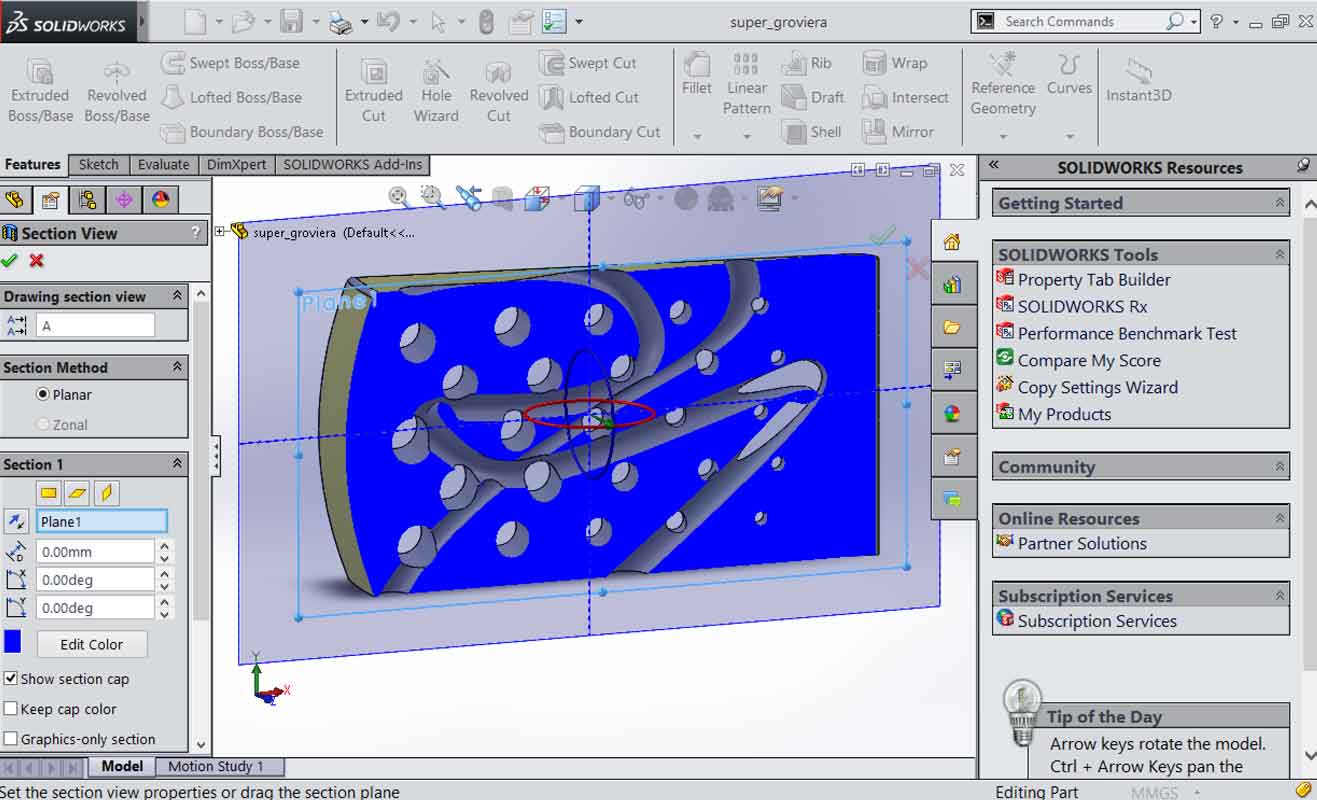 SOLIDWORKS
super_groviera
Search Commands
?
Extruded Boss/Base
Revolved Boss/Base
Swept Boss/Base
Lofted Boss/Base
Boundary Boss/Base
Extruded Cut
Hole Wizard
Revolved Cut
Swept Cut
Lofted Cut
Boundary Cut
Fillet
Linear Pattern
Rib
Draft
Shell
Wrap
Intersect
Mirror
Reference Geometry
Curves
Instant3D
Features
Sketch
Evaluate
DimXpert
SOLIDWORKS Add-Ins
Section View
?
Drawing section view
A
Section Method
Planar
Zonal
Section 1
Plane1
0.00mm
0.00deg
0.00deg
Edit Color
Show section cap
Keep cap color
Graphics-only section
super_groviera (Default<<...
Plane1
Y
X
Z
SOLIDWORKS Resources
Getting Started
SOLIDWORKS Tools
Property Tab Builder
SOLIDWORKS Rx
Performance Benchmark Test
Compare My Score
Copy Settings Wizard
My Products
Community
Online Resources
Partner Solutions
Subscription Services
Subscription Services
Tip of the Day
Arrow keys rotate the model.
Ctrl + Arrow Keys pan the
Model
Motion Study 1
Set the section view properties or drag the section plane
Editing Part
MMGS